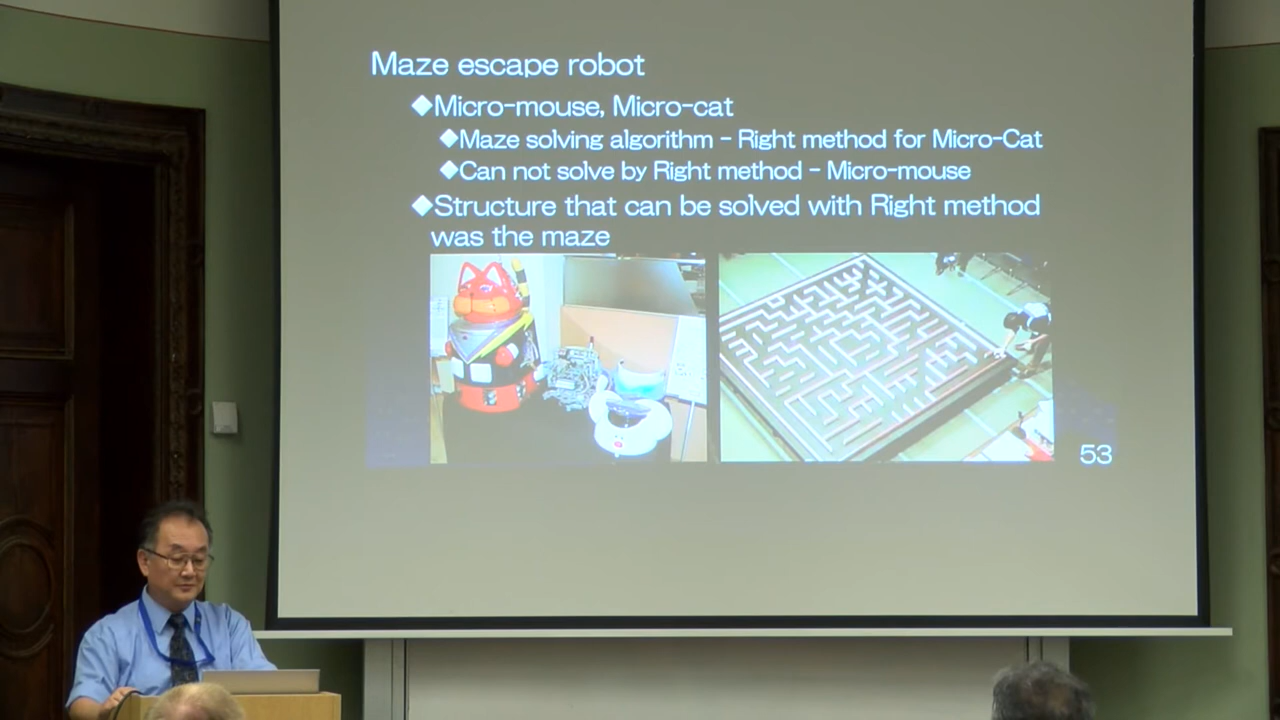 Maze escape robot
◆Micro-mouse, Micro-cat
◆Maze solving algorithm - Right method for Micro-Cat
◆Can not solve by Right method - Micro-mouse
◆Structure that can be solved with Right method
was the maze
53